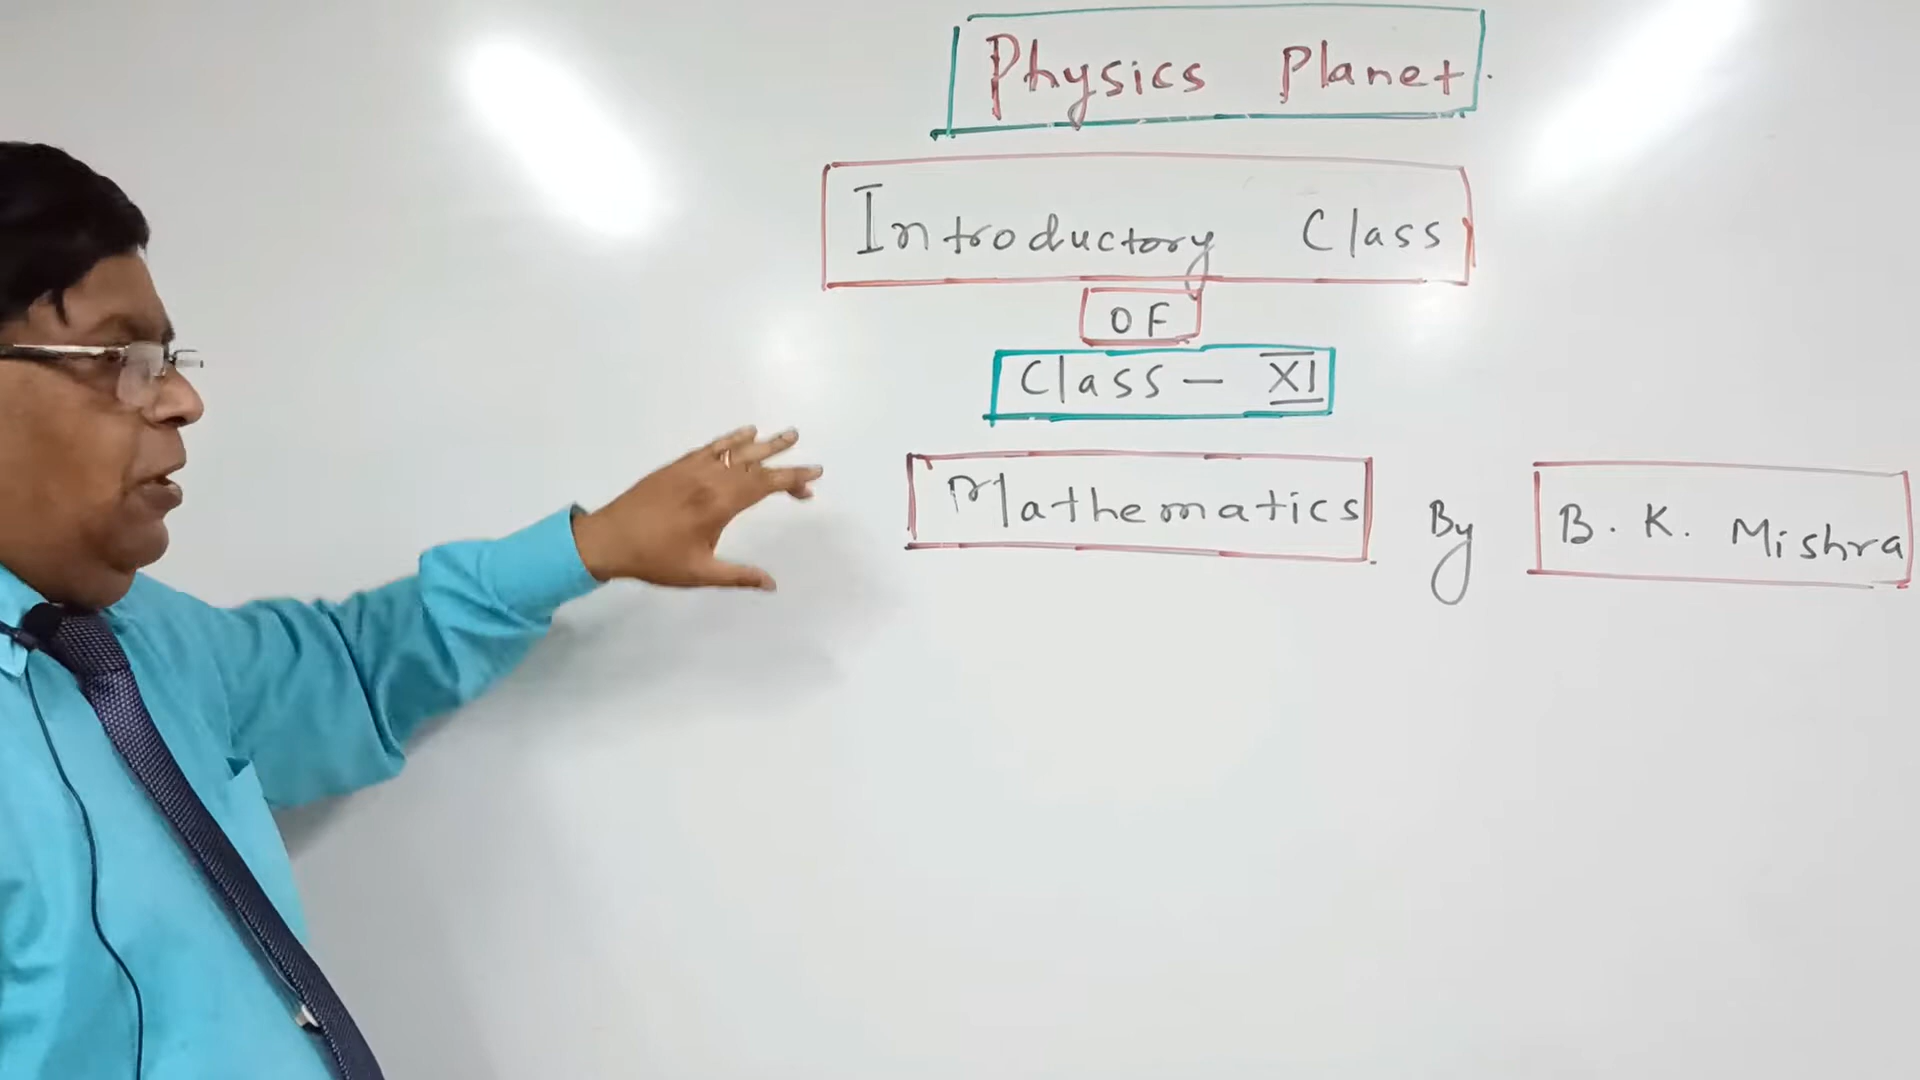 Physics Planet
Introductory Class
OF
Class - XI
Mathematics By B. K. Mishra